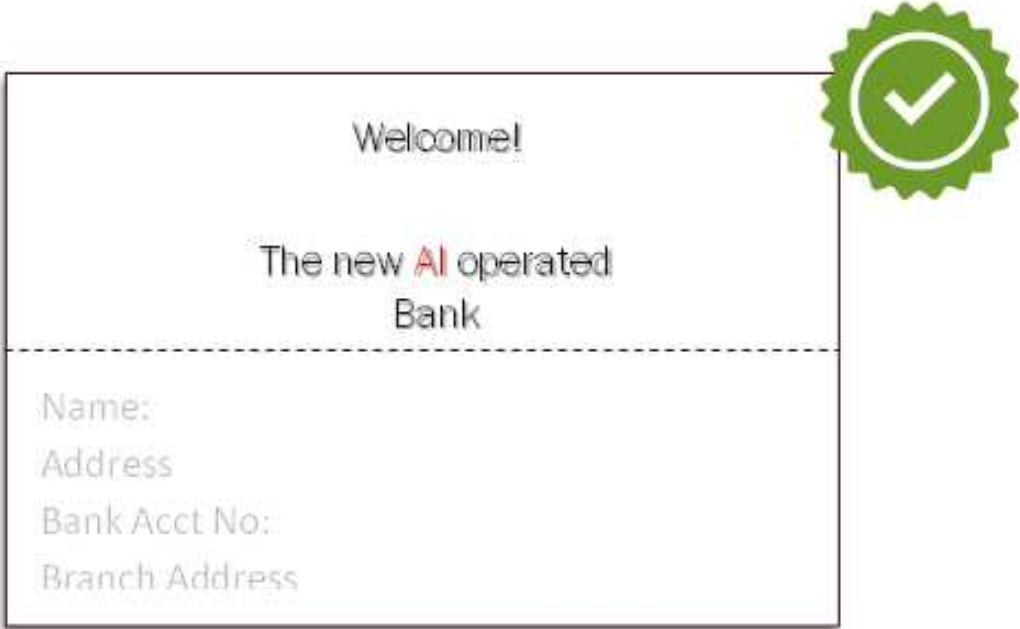 Welcome!
The new AI operated
Bank
Name:
Address
Bank Acct No:
Branch Address